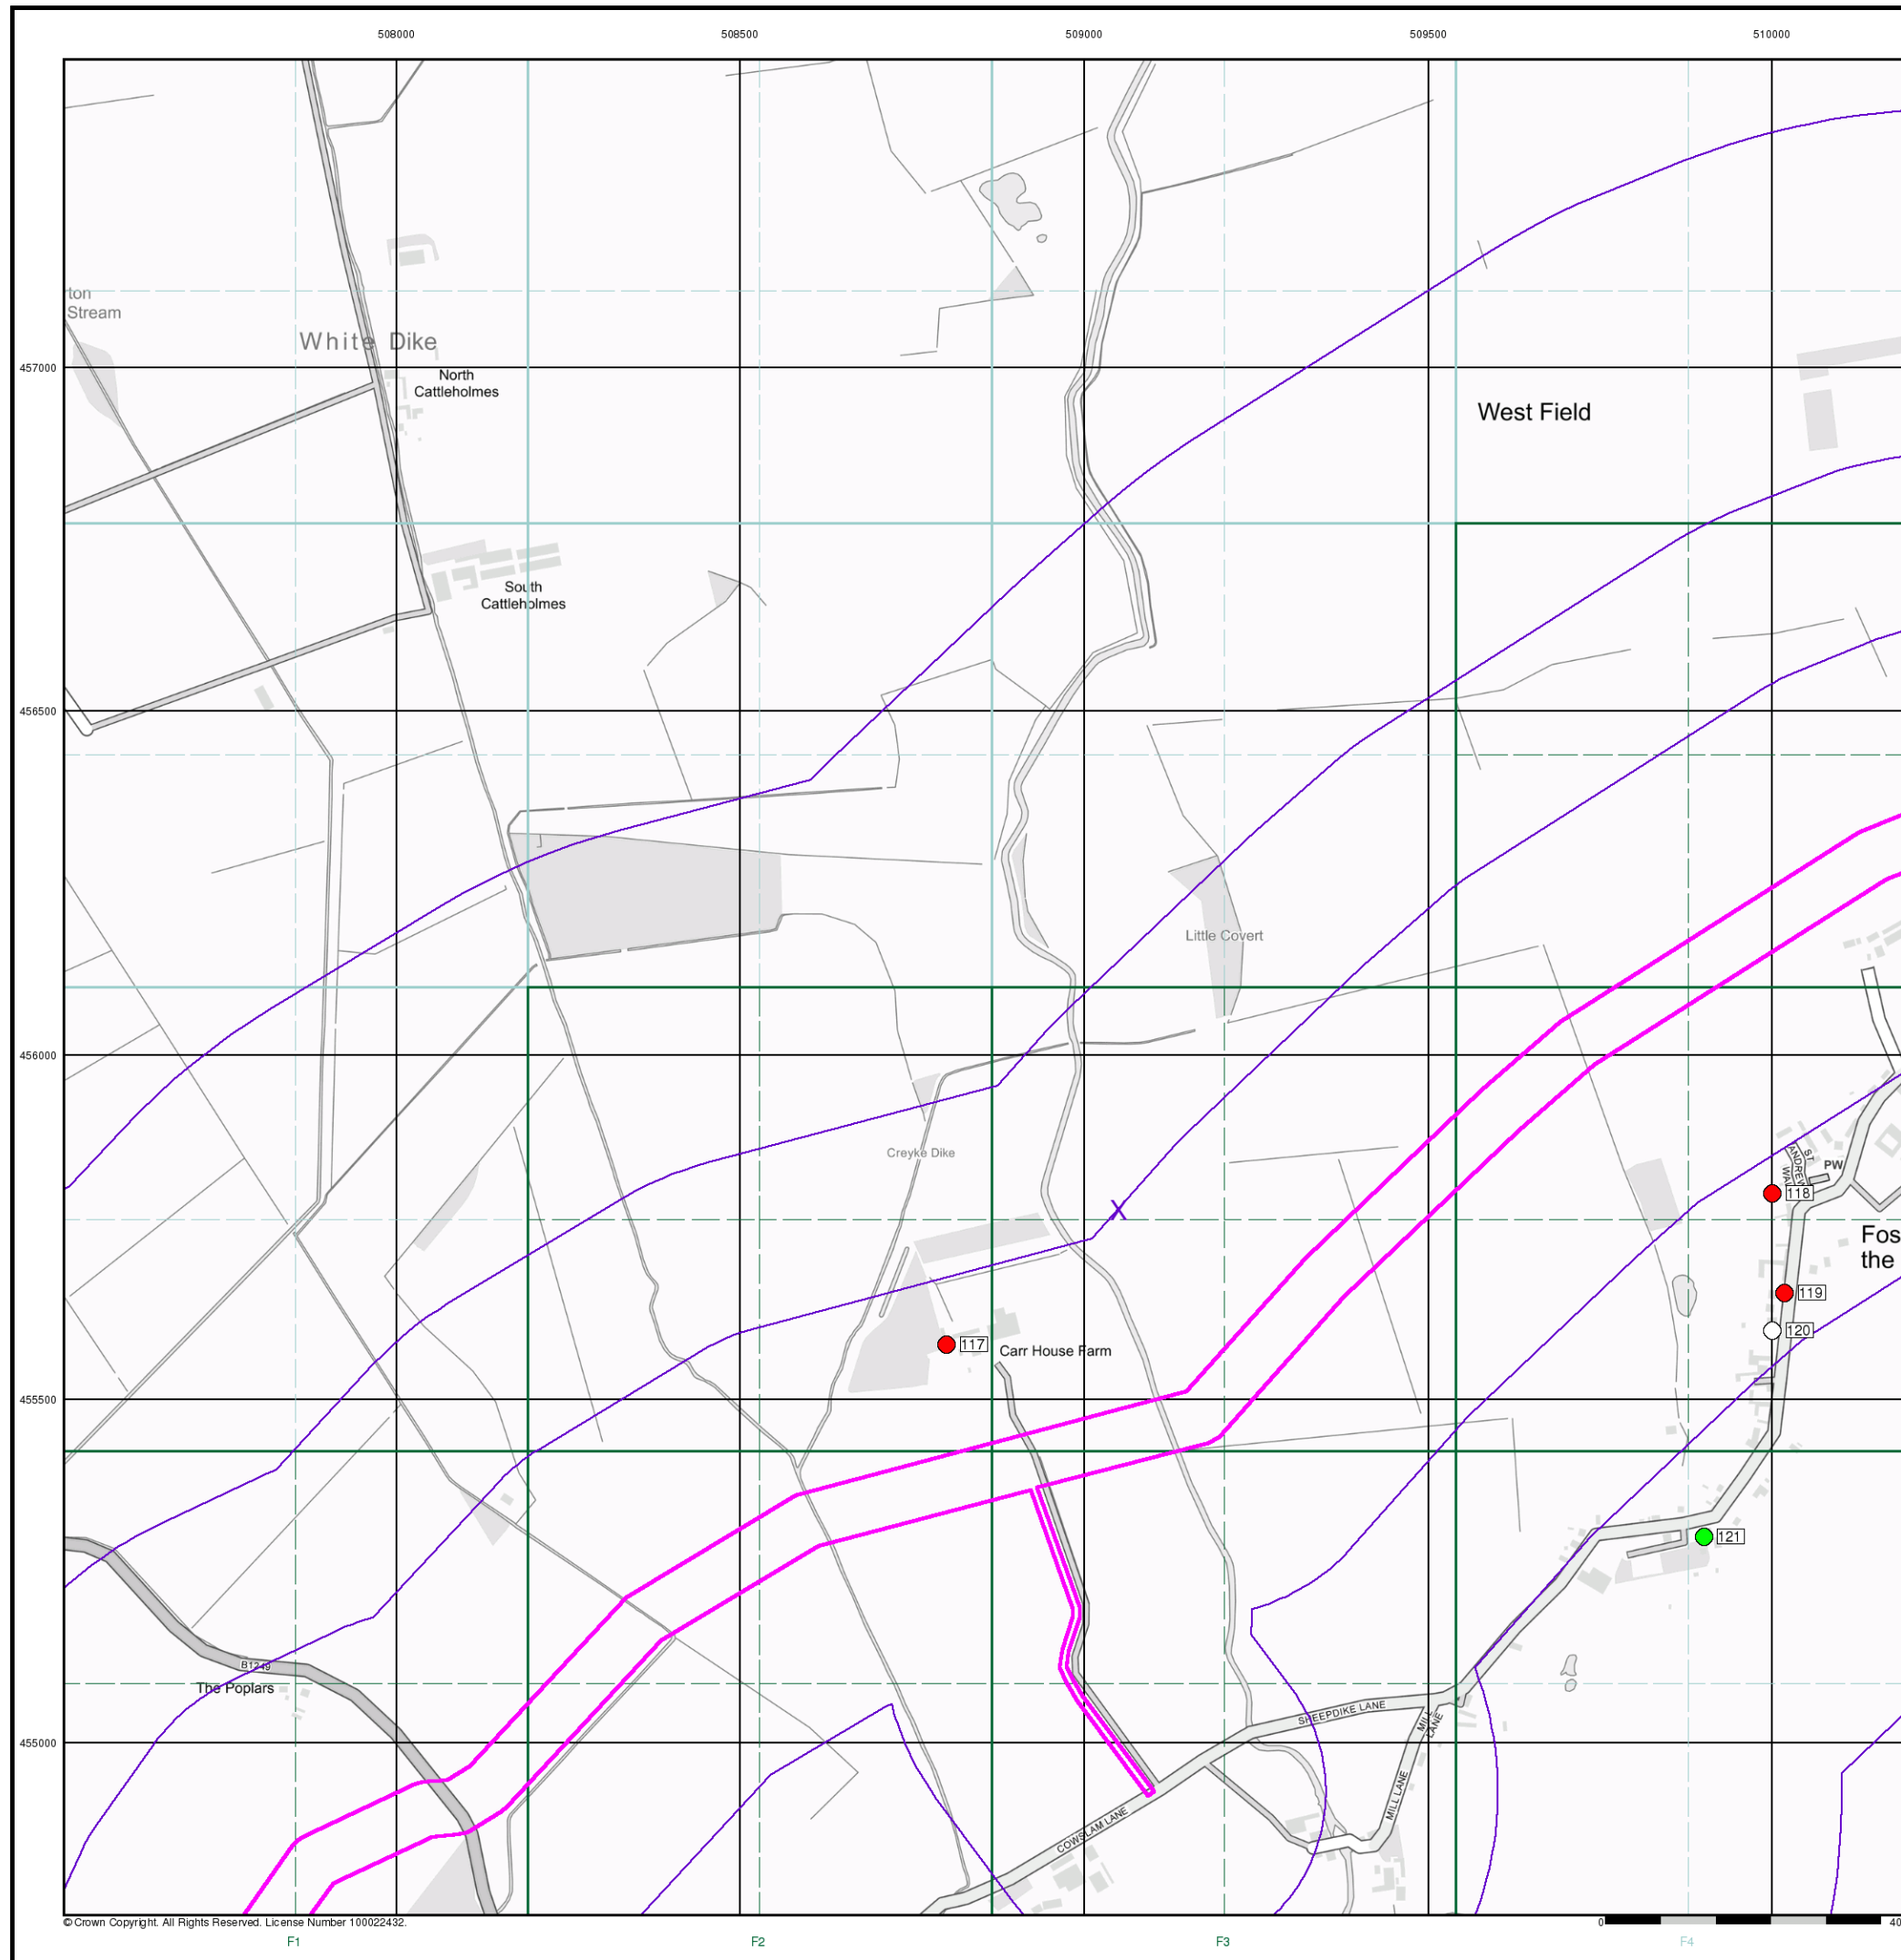 508000 508500 509000 509500 510000
ton
Stream
White Dike
457000
North
Cattleholmes
West Field
South
Cattleholmes
456500
Little Covert
456000
Creyke Dike
ST
ANDREW
WA
PW
X
118
Fos
the
119
120
117
Carr House Farm
455500
121
B1249
The Poplars
SHEEPDIKE LANE
MILL
LANE
455000
MILL LANE
COWSLAM LANE
© Crown Copyright. All Rights Reserved. License Number 100022432.
0 40
F1 F2 F3 F4